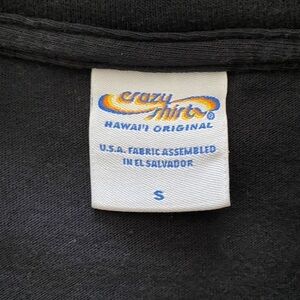 crazy
shirts®
HAWAI'I ORIGINAL
U.S.A. FABRIC ASSEMBLED
IN EL SALVADOR
S